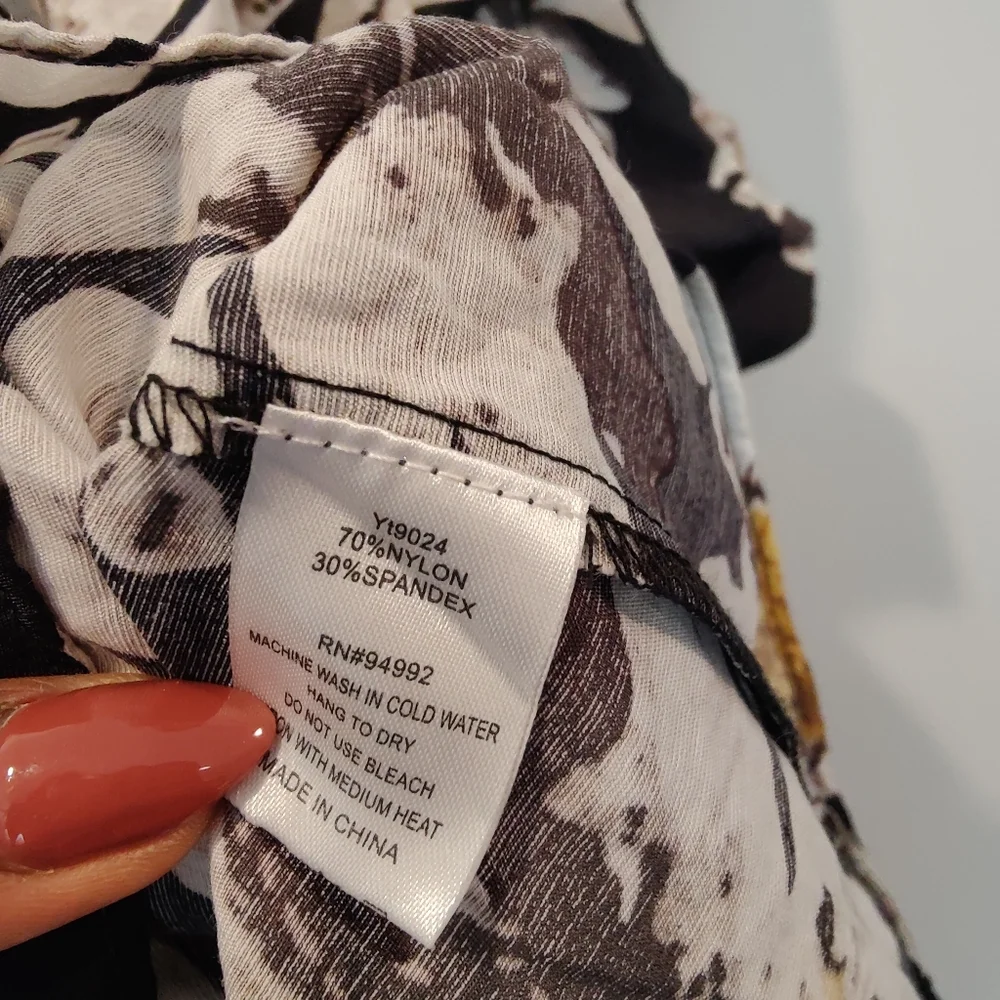 Yt9024
70%NYLON
30%SPANDEX
RN#94992
MACHINE WASH IN COLD WATER
HANG TO DRY
DO NOT USE BLEACH
WITH MEDIUM HEAT
MADE IN CHINA